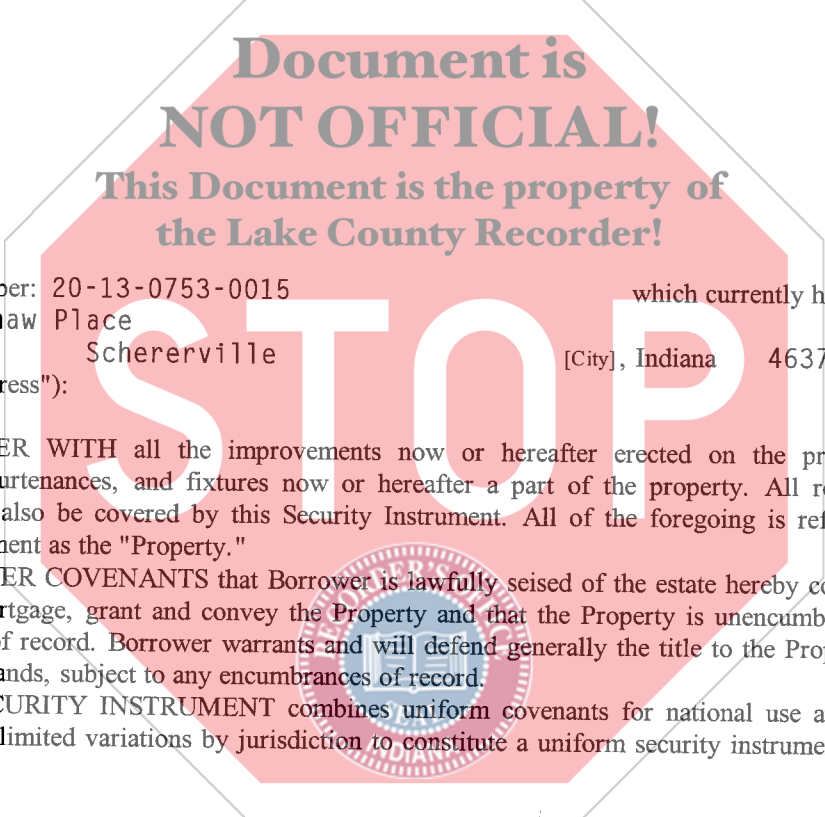 Document is
NOT OFFICIAL!
This Document is the property of
the Lake County Recorder!
ber: 20-13-0753-0015 which currently h
aw Place
Schererville [City], Indiana 4637
ress"):
STOP
ER WITH all the improvements now or hereafter erected on the pr
urtenances, and fixtures now or hereafter a part of the property. All r
also be covered by this Security Instrument. All of the foregoing is ref
ment as the "Property."
ER COVENANTS that Borrower is lawfully seised of the estate hereby co
rtgage, grant and convey the Property and that the Property is unencumb
of record. Borrower warrants and will defend generally the title to the Prop
ands, subject to any encumbrances of record.
CURITY INSTRUMENT combines uniform covenants for national use a
limited variations by jurisdiction to constitute a uniform security instrume
SEAL
INDIANA